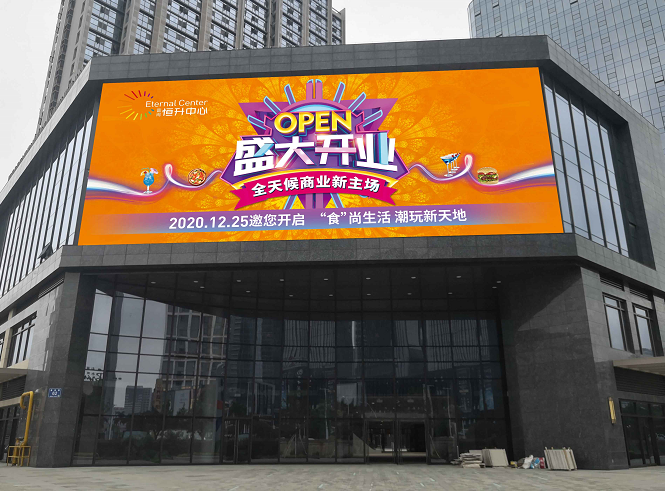 Eternal Center
恒升中心
OPEN
盛大开业
全天候商业新主场
2020.12.25邀您开启 “食”尚生活 潮玩新天地